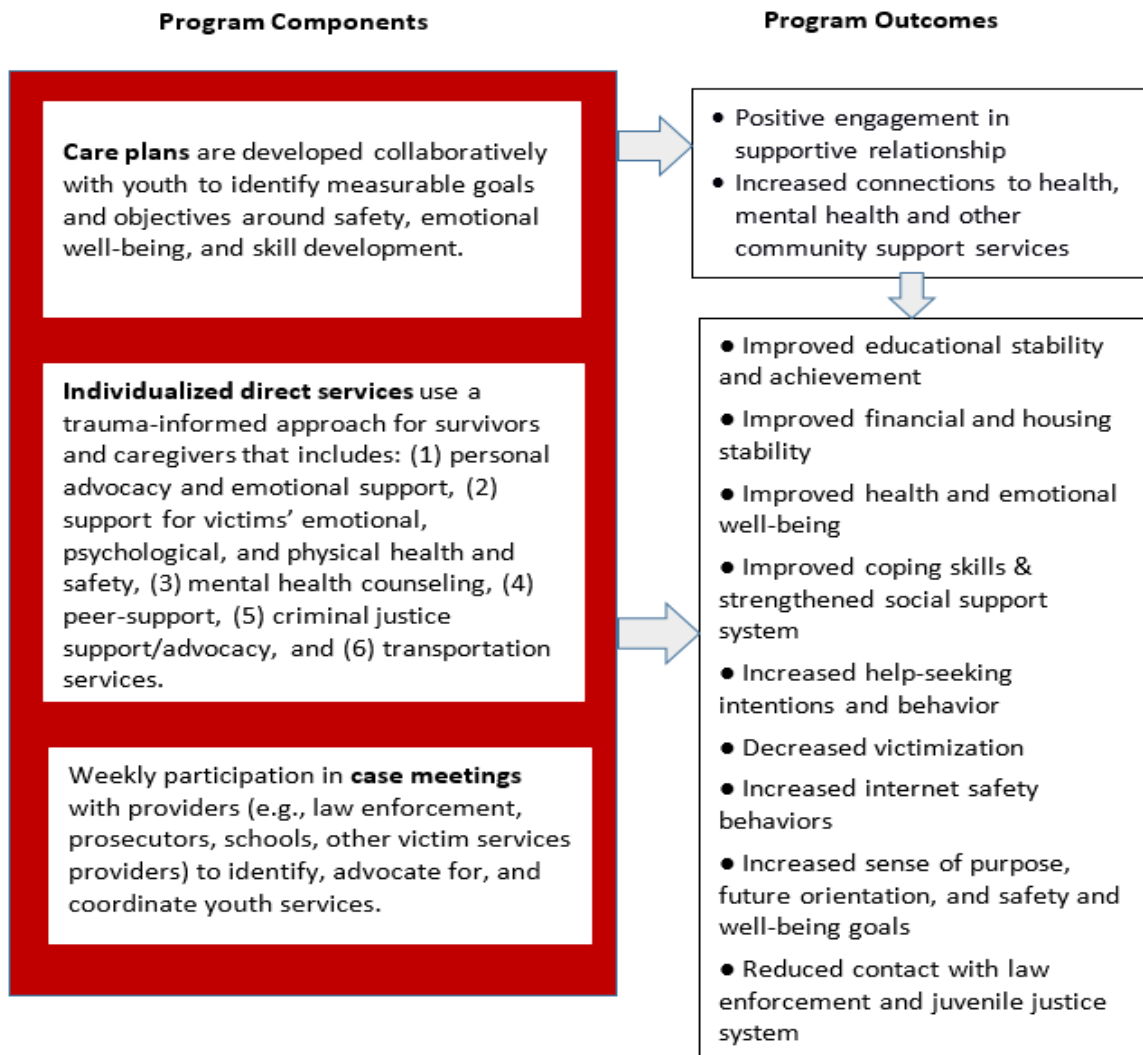 Program Components
Care plans are developed collaboratively
with youth to identify measurable goals
and objectives around safety, emotional
well-being, and skill development.
Individualized direct services use a
trauma-informed approach for survivors
and caregivers that includes: (1) personal
advocacy and emotional support, (2)
support for victims’ emotional,
psychological, and physical health and
safety, (3) mental health counseling, (4)
peer-support, (5) criminal justice
support/advocacy, and (6) transportation
services.
Weekly participation in case meetings
with providers (e.g., law enforcement,
prosecutors, schools, other victim services
providers) to identify, advocate for, and
coordinate youth services.
Program Outcomes
• Positive engagement in
supportive relationship
• Increased connections to health,
mental health and other
community support services
● Improved educational stability
and achievement
● Improved financial and housing
stability
● Improved health and emotional
well-being
● Improved coping skills &
strengthened social support
system
● Increased help-seeking
intentions and behavior
● Decreased victimization
● Increased internet safety
behaviors
● Increased sense of purpose,
future orientation, and safety and
well-being goals
● Reduced contact with law
enforcement and juvenile justice
system